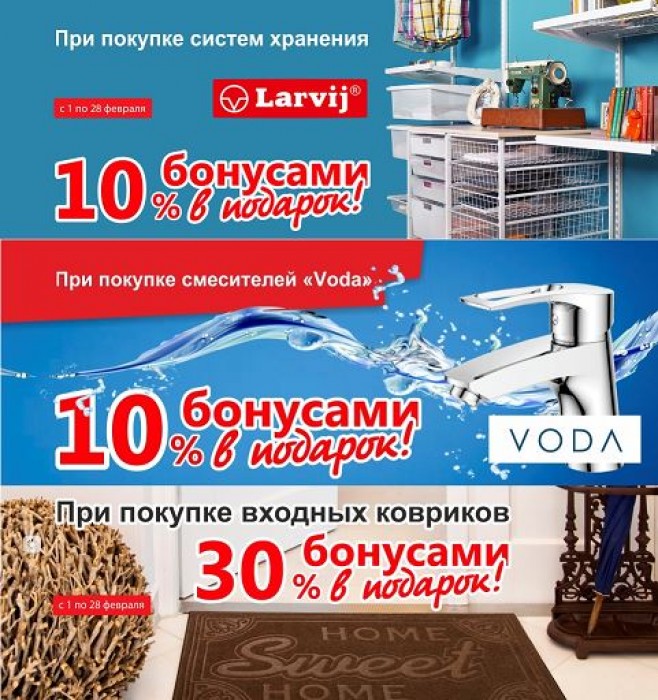 При покупке систем хранения
Larvij®
с 1 по 28 февраля
10% бонусами
в подарок!
При покупке смесителей «Voda»
10% бонусами
в подарок!
VODA
При покупке входных ковриков
30% бонусами
в подарок!
с 1 по 28 февраля
HOME
Sweet
HOME